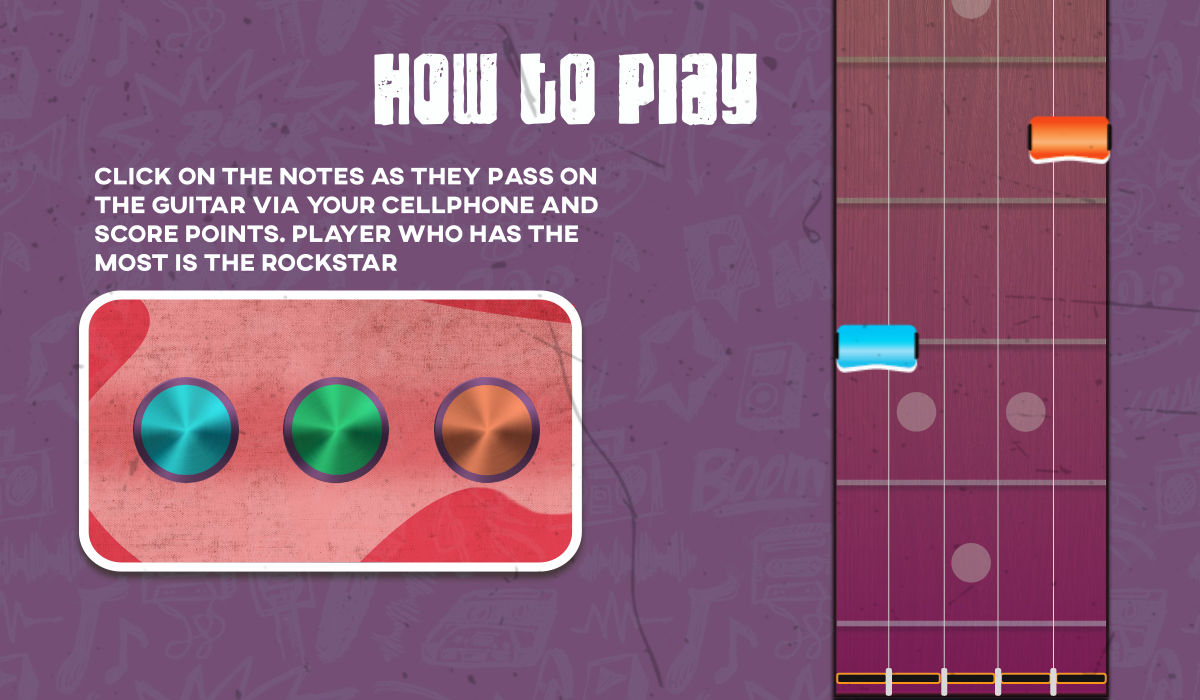 How to Play
CLICK ON THE NOTES AS THEY PASS ON
THE GUITAR VIA YOUR CELLPHONE AND
SCORE POINTS. PLAYER WHO HAS THE
MOST IS THE ROCKSTAR
BOOM